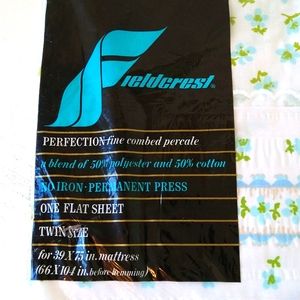 Fieldcrest®
PERFECTION fine combed percale
a blend of 50% polyester and 50% cotton
NO IRON · PERMANENT PRESS
ONE FLAT SHEET
TWIN SIZE
for 39 X 75 in. mattress
(66 X 104 in. before hemming)